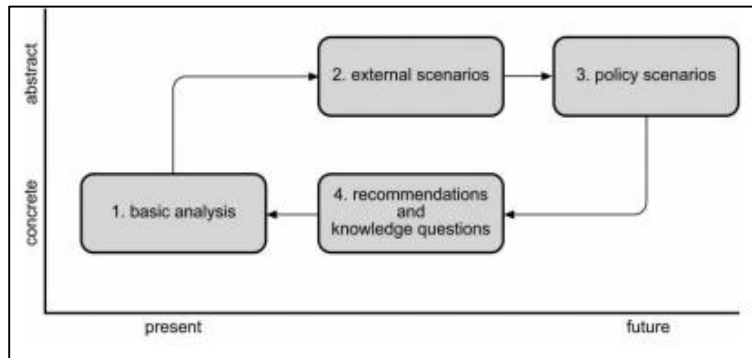 abstract
2. external scenarios
3. policy scenarios
concrete
1. basic analysis
4. recommendations
and
knowledge questions
present
future